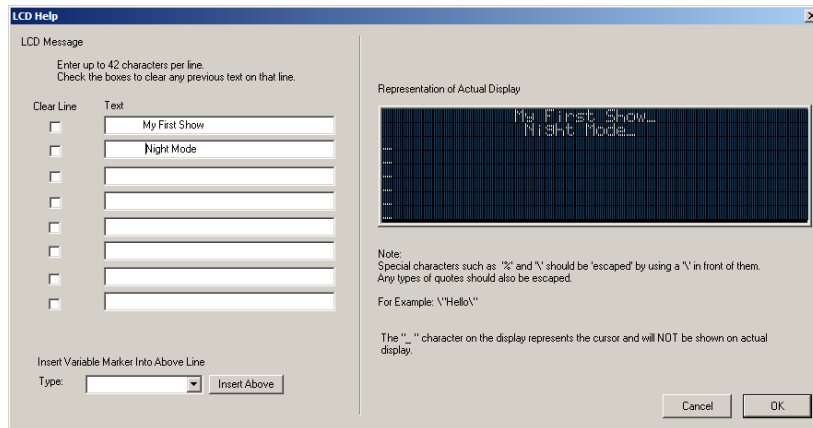 LCD Help
LCD Message
Enter up to 42 characters per line.
Check the boxes to clear any previous text on that line.
Clear Line Text
My First Show
Night Mode
Insert Variable Marker Into Above Line
Type:
Insert Above
Representation of Actual Display
My First Show_
Night Mode_
Note:
Special characters such as '%' and '\' should be 'escaped' by using a '\' in front of them.
Any types of quotes should also be escaped.
For Example: \"Hello\"
The "_ " character on the display represents the cursor and will NOT be shown on actual
display.
Cancel OK